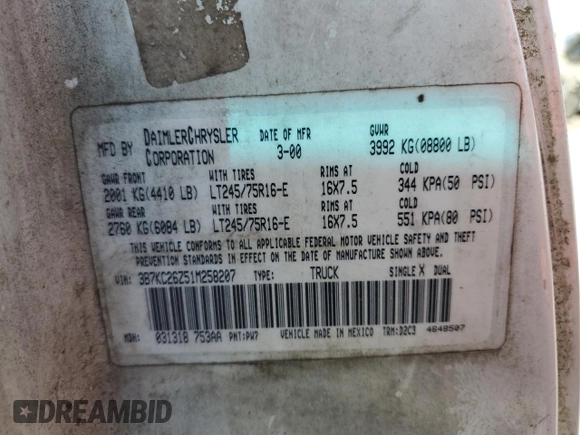 MFD BY DAIMLERCHRYSLER CORPORATION DATE OF MFR 3-00 GVWR 3992 KG(08800 LB)
GAWR FRONT WITH TIRES RIMS AT COLD
2001 KG(4410 LB) LT245/75R16-E 16X7.5 344 KPA(50 PSI)
GAWR REAR WITH TIRES RIMS AT COLD
2760 KG(6084 LB) LT245/75R16-E 16X7.5 551 KPA(80 PSI)
THIS VEHICLE CONFORMS TO ALL APPLICABLE FEDERAL MOTOR VEHICLE SAFETY AND THEFT
PREVENTION STANDARDS IN EFFECT ON THE DATE OF MANUFACTURE SHOWN ABOVE.
VIN: 3B7KC26Z51M258207 TYPE: TRUCK SINGLE X DUAL
MDH: 031318 753AA PNT:PW7 VEHICLE MADE IN MEXICO TRM:D2C3 4648507
DREAMBID